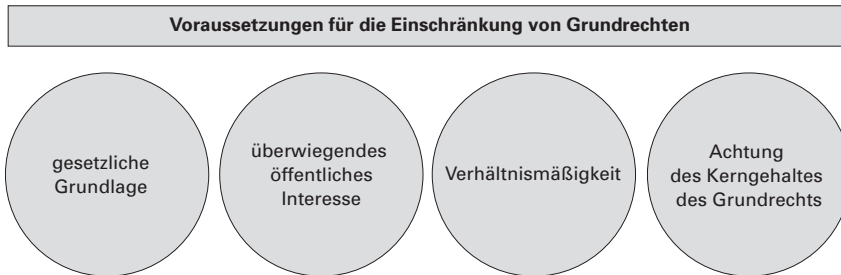 Voraussetzungen für die Einschränkung von Grundrechten
gesetzliche
Grundlage
überwiegendes
öffentliches
Interesse
Verhältnismäßigkeit
Achtung
des Kerngehaltes
des Grundrechts